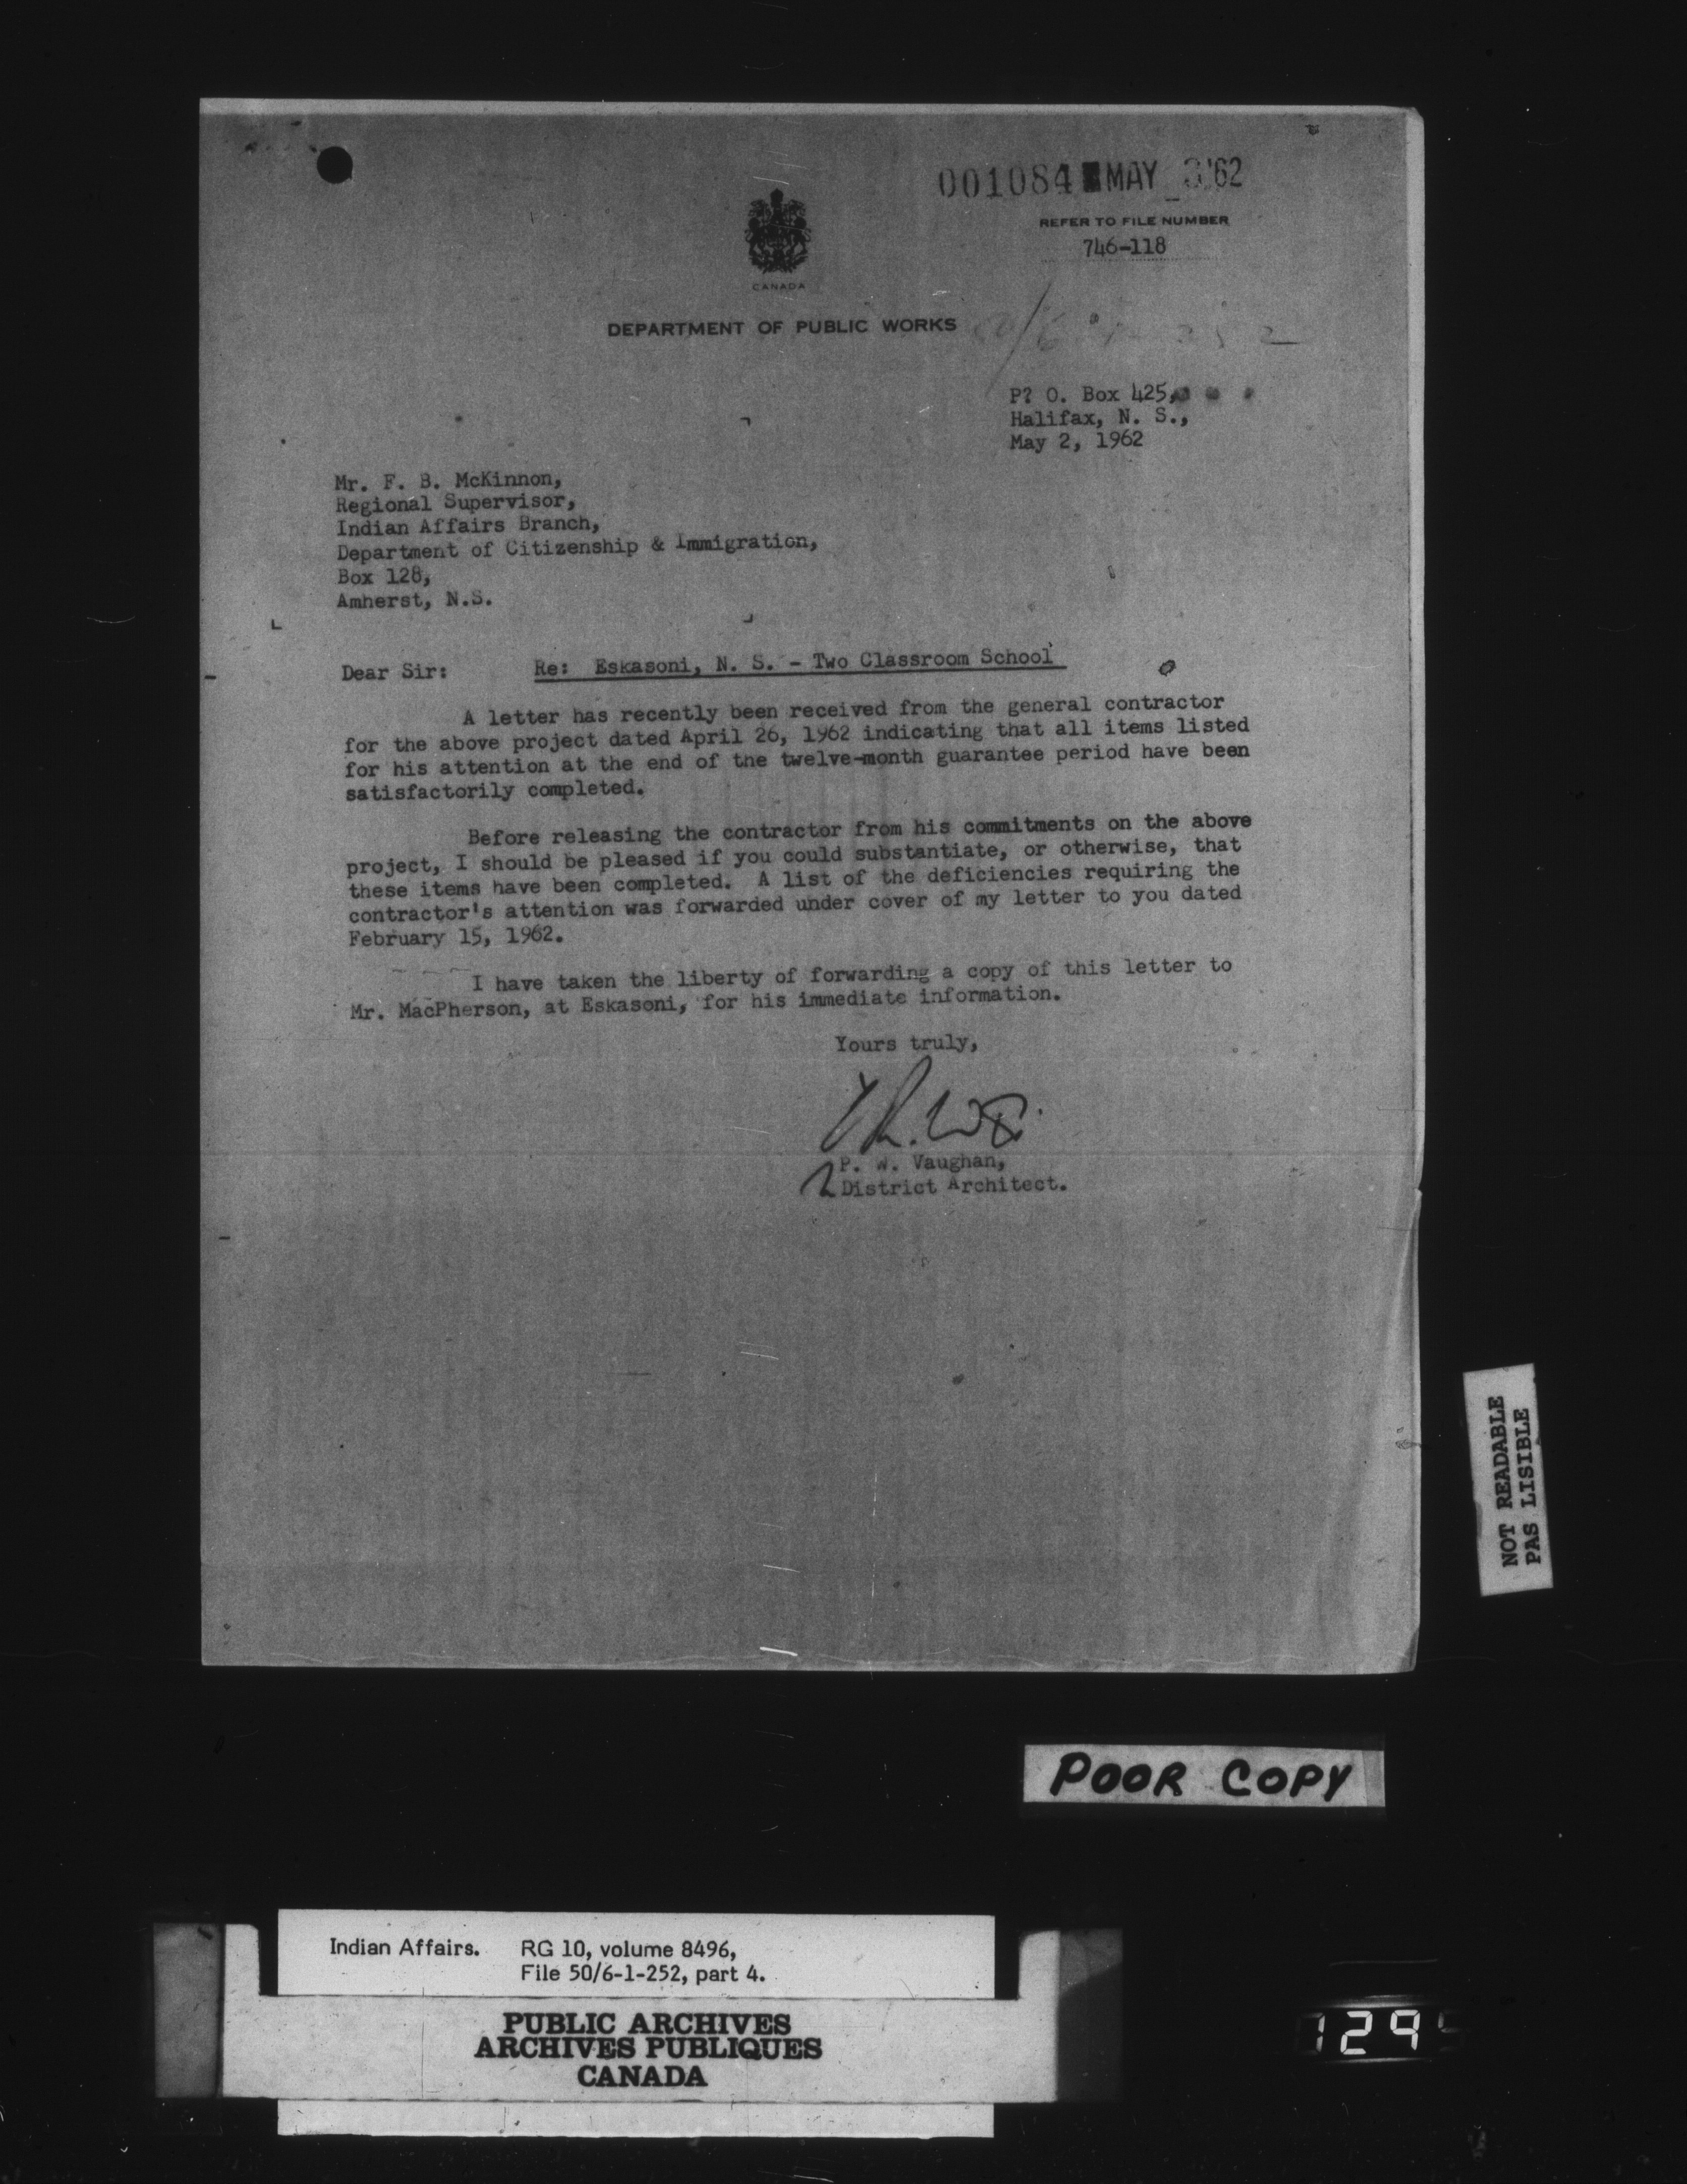 001084 MAY 3 '62
REFER TO FILE NUMBER
746-118
CANADA
DEPARTMENT OF PUBLIC WORKS
P? O. Box 425,
Halifax, N. S.,
May 2, 1962
Mr. F. B. McKinnon,
Regional Supervisor,
Indian Affairs Branch,
Department of Citizenship & Immigration,
Box 128,
Amherst, N.S.
Dear Sir: Re: Eskasoni, N. S. - Two Classroom School
A letter has recently been received from the general contractor
for the above project dated April 26, 1962 indicating that all items listed
for his attention at the end of the twelve-month guarantee period have been
satisfactorily completed.
Before releasing the contractor from his commitments on the above
project, I should be pleased if you could substantiate, or otherwise, that
these items have been completed. A list of the deficiencies requiring the
contractor's attention was forwarded under cover of my letter to you dated
February 15, 1962.
I have taken the liberty of forwarding a copy of this letter to
Mr. MacPherson, at Eskasoni, for his immediate information.
Yours truly,
P. W. Vaughan,
District Architect.
NOT READABLE
PAS LISIBLE
POOR COPY
Indian Affairs. RG 10, volume 8496,
File 50/6-1-252, part 4.
PUBLIC ARCHIVES
ARCHIVES PUBLIQUES
CANADA
129